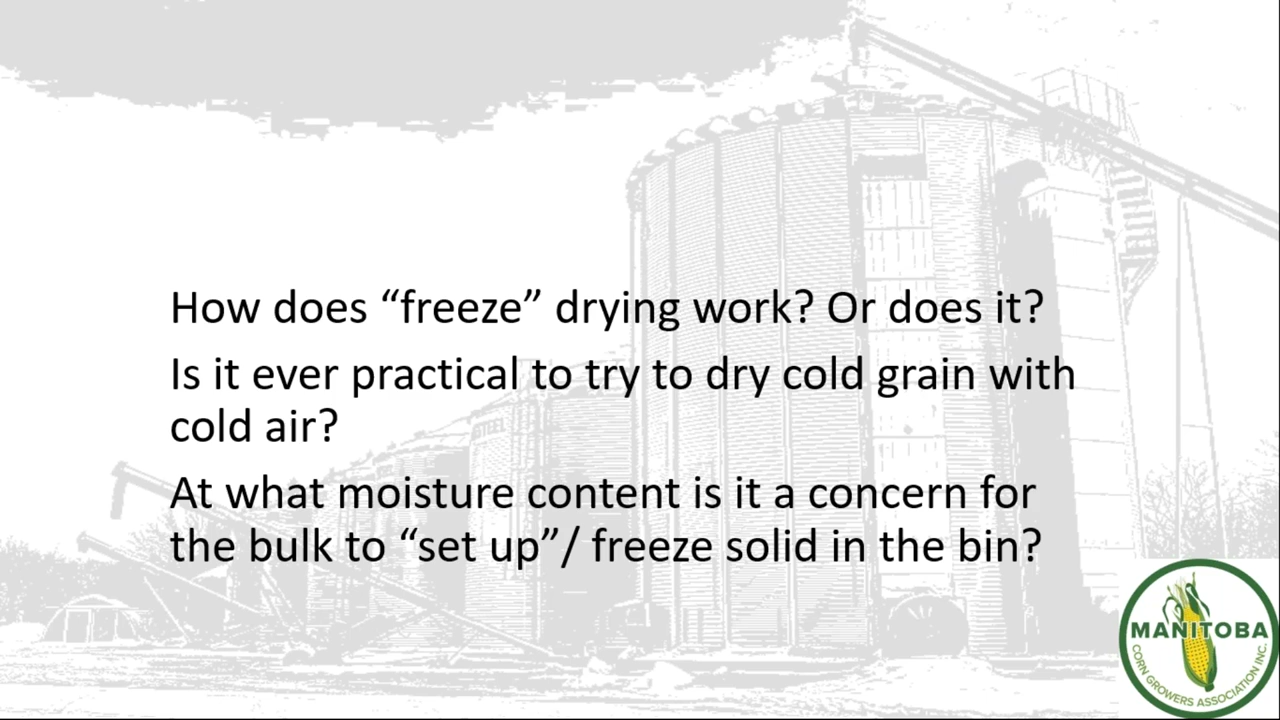 How does “freeze” drying work? Or does it?
Is it ever practical to try to dry cold grain with
cold air?
At what moisture content is it a concern for
the bulk to “set up”/ freeze solid in the bin?
MANITOBA
CORN GROWERS ASSOCIATION INC.